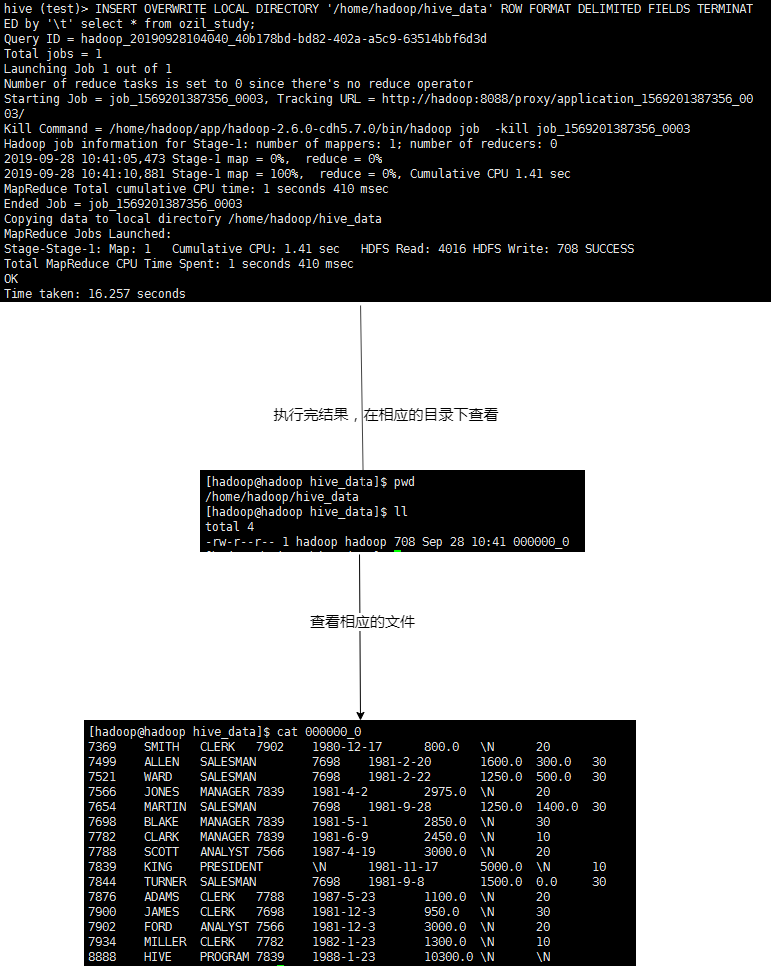 hive (test)> INSERT OVERWRITE LOCAL DIRECTORY '/home/hadoop/hive_data' ROW FORMAT DELIMITED FIELDS TERMINAT
ED by '\t' select * from ozil_study;
Query ID = hadoop_20190928104040_40b178bd-bd82-402a-a5c9-63514bbf6d3d
Total jobs = 1
Launching Job 1 out of 1
Number of reduce tasks is set to 0 since there's no reduce operator
Starting Job = job_1569201387356_0003, Tracking URL = http://hadoop:8088/proxy/application_1569201387356_00
03/
Kill Command = /home/hadoop/app/hadoop-2.6.0-cdh5.7.0/bin/hadoop job  -kill job_1569201387356_0003
Hadoop job information for Stage-1: number of mappers: 1; number of reducers: 0
2019-09-28 10:41:05,473 Stage-1 map = 0%,  reduce = 0%
2019-09-28 10:41:10,881 Stage-1 map = 100%,  reduce = 0%, Cumulative CPU 1.41 sec
MapReduce Total cumulative CPU time: 1 seconds 410 msec
Ended Job = job_1569201387356_0003
Copying data to local directory /home/hadoop/hive_data
MapReduce Jobs Launched:
Stage-Stage-1: Map: 1   Cumulative CPU: 1.41 sec   HDFS Read: 4016 HDFS Write: 708 SUCCESS
Total MapReduce CPU Time Spent: 1 seconds 410 msec
OK
Time taken: 16.257 seconds
执行完结果，在相应的目录下查看
[hadoop@hadoop hive_data]$ pwd
/home/hadoop/hive_data
[hadoop@hadoop hive_data]$ ll
total 4
-rw-r--r-- 1 hadoop hadoop 708 Sep 28 10:41 000000_0
查看相应的文件
[hadoop@hadoop hive_data]$ cat 000000_0
7369 SMITH CLERK 7902 1980-12-17 800.0 \N 20
7499 ALLEN SALESMAN 7698 1981-2-20 1600.0 300.0 30
7521 WARD SALESMAN 7698 1981-2-22 1250.0 500.0 30
7566 JONES MANAGER 7839 1981-4-2 2975.0 \N 20
7654 MARTIN SALESMAN 7698 1981-9-28 1250.0 1400.0 30
7698 BLAKE MANAGER 7839 1981-5-1 2850.0 \N 30
7782 CLARK MANAGER 7839 1981-6-9 2450.0 \N 10
7788 SCOTT ANALYST 7566 1987-4-19 3000.0 \N 20
7839 KING PRESIDENT \N 1981-11-17 5000.0 \N 10
7844 TURNER SALESMAN 7698 1981-9-8 1500.0 0.0 30
7876 ADAMS CLERK 7788 1987-5-23 1100.0 \N 20
7900 JAMES CLERK 7698 1981-12-3 950.0 \N 30
7902 FORD ANALYST 7566 1981-12-3 3000.0 \N 20
7934 MILLER CLERK 7782 1982-1-23 1300.0 \N 10
8888 HIVE PROGRAM 7839 1988-1-23 10300.0 \N \N